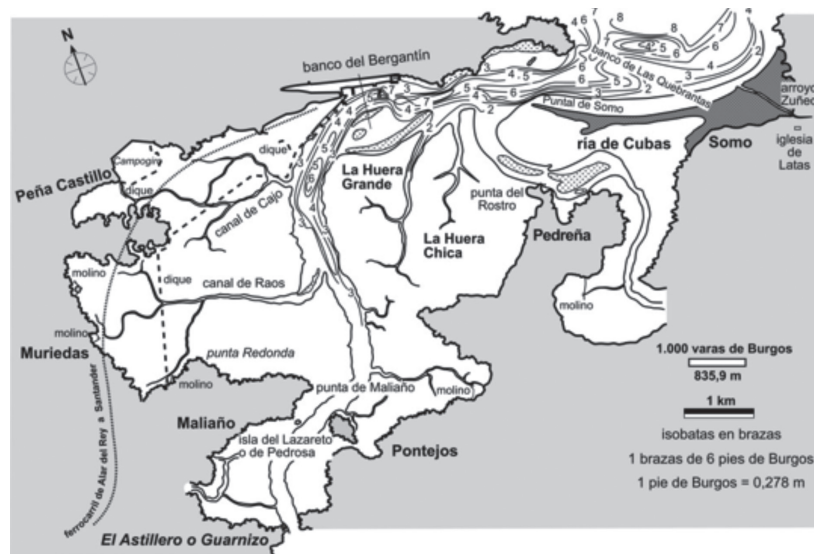 N
banco del Bergantín
banco de Las Quebrantas
Puntal de Somo
arroyo
Zuñeda
ría de Cubas
Somo
iglesia
de
Latas
dique
Campogiro
Peña Castillo
dique
canal de Cajo
La Huera
Grande
punta del
Rostro
La Huera
Chica
Pedreña
molino
dique
canal de Raos
molino
molino
Muriedas
punta Redonda
molino
punta de Maliaño
molino
Maliaño
isla del Lazareto
o de Pedrosa
Pontejos
El Astillero o Guarnizo
ferrocarril de Alar del Rey a Santander
1.000 varas de Burgos
835,9 m
1 km
isobatas en brazas
1 brazas de 6 pies de Burgos
1 pie de Burgos = 0,278 m